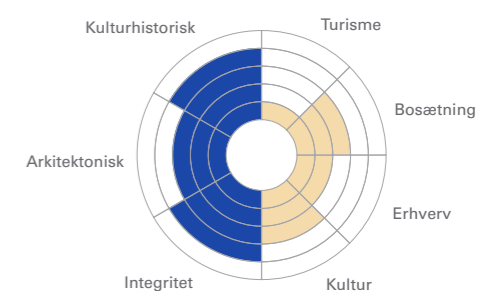 Kulturhistorisk
Turisme
Bosætning
Arkitektonisk
Erhverv
Integritet
Kultur